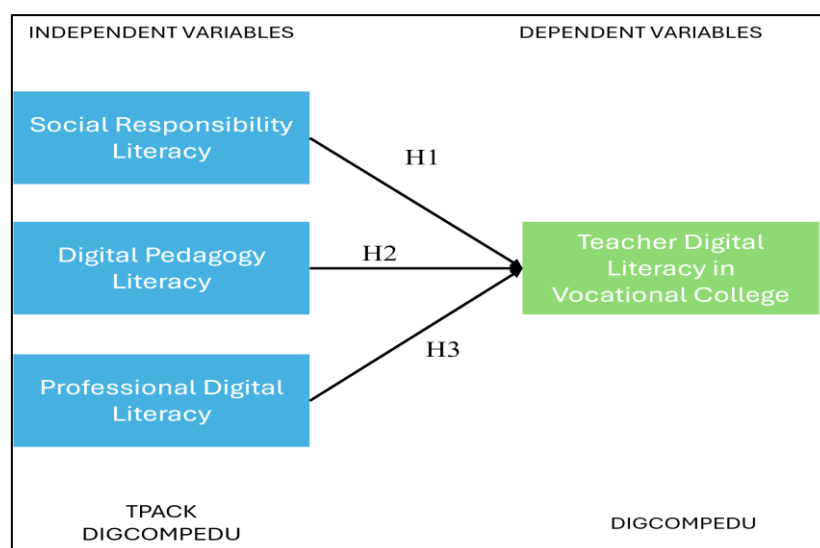 INDEPENDENT VARIABLES
DEPENDENT VARIABLES
Social Responsibility
Literacy
H1
Digital Pedagogy
Literacy
H2
Teacher Digital
Literacy in
Vocational College
H3
Professional Digital
Literacy
TPACK
DIGCOMPEDU
DIGCOMPEDU